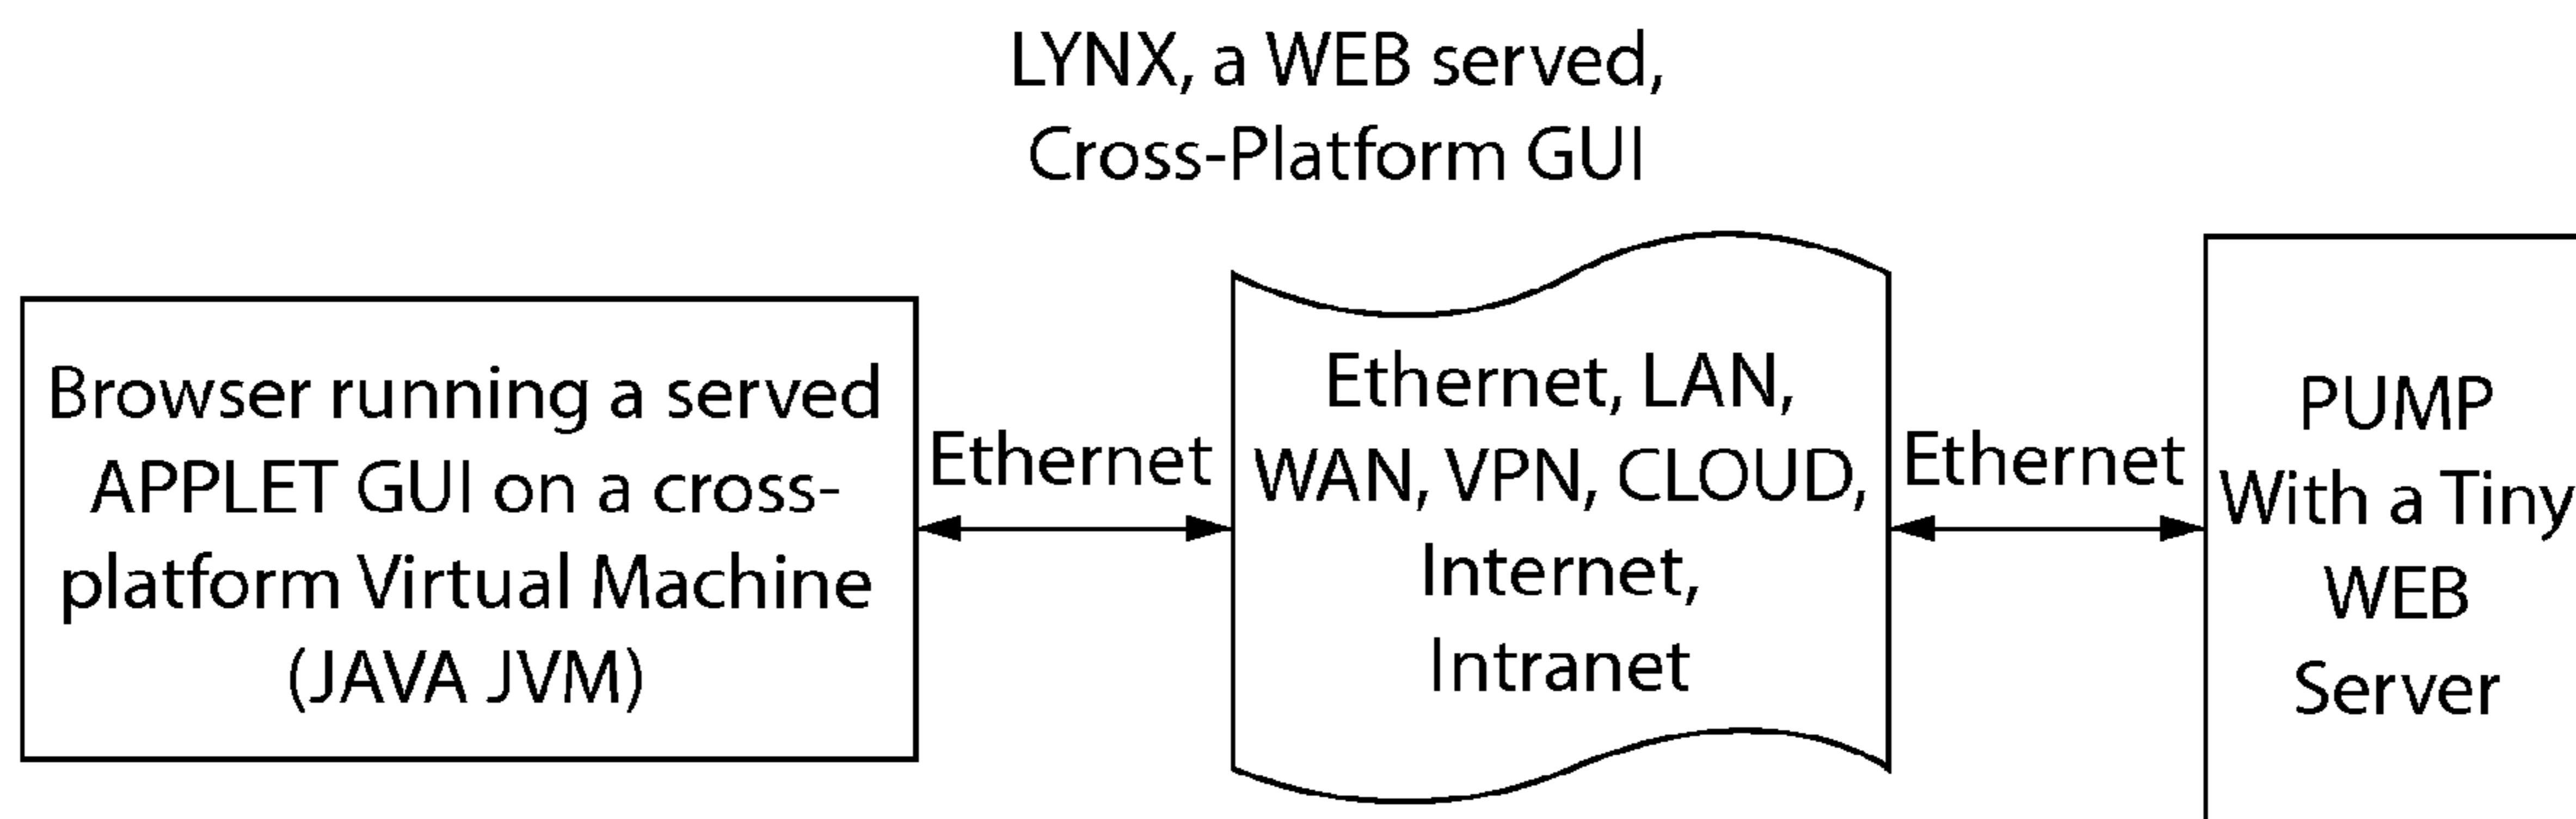 LYNX, a WEB served,
Cross-Platform GUI
Browser running a served
APPLET GUI on a cross-
platform Virtual Machine
(JAVA JVM)
Ethernet
Ethernet, LAN,
WAN, VPN, CLOUD,
Internet,
Intranet
Ethernet
PUMP
With a Tiny
WEB
Server